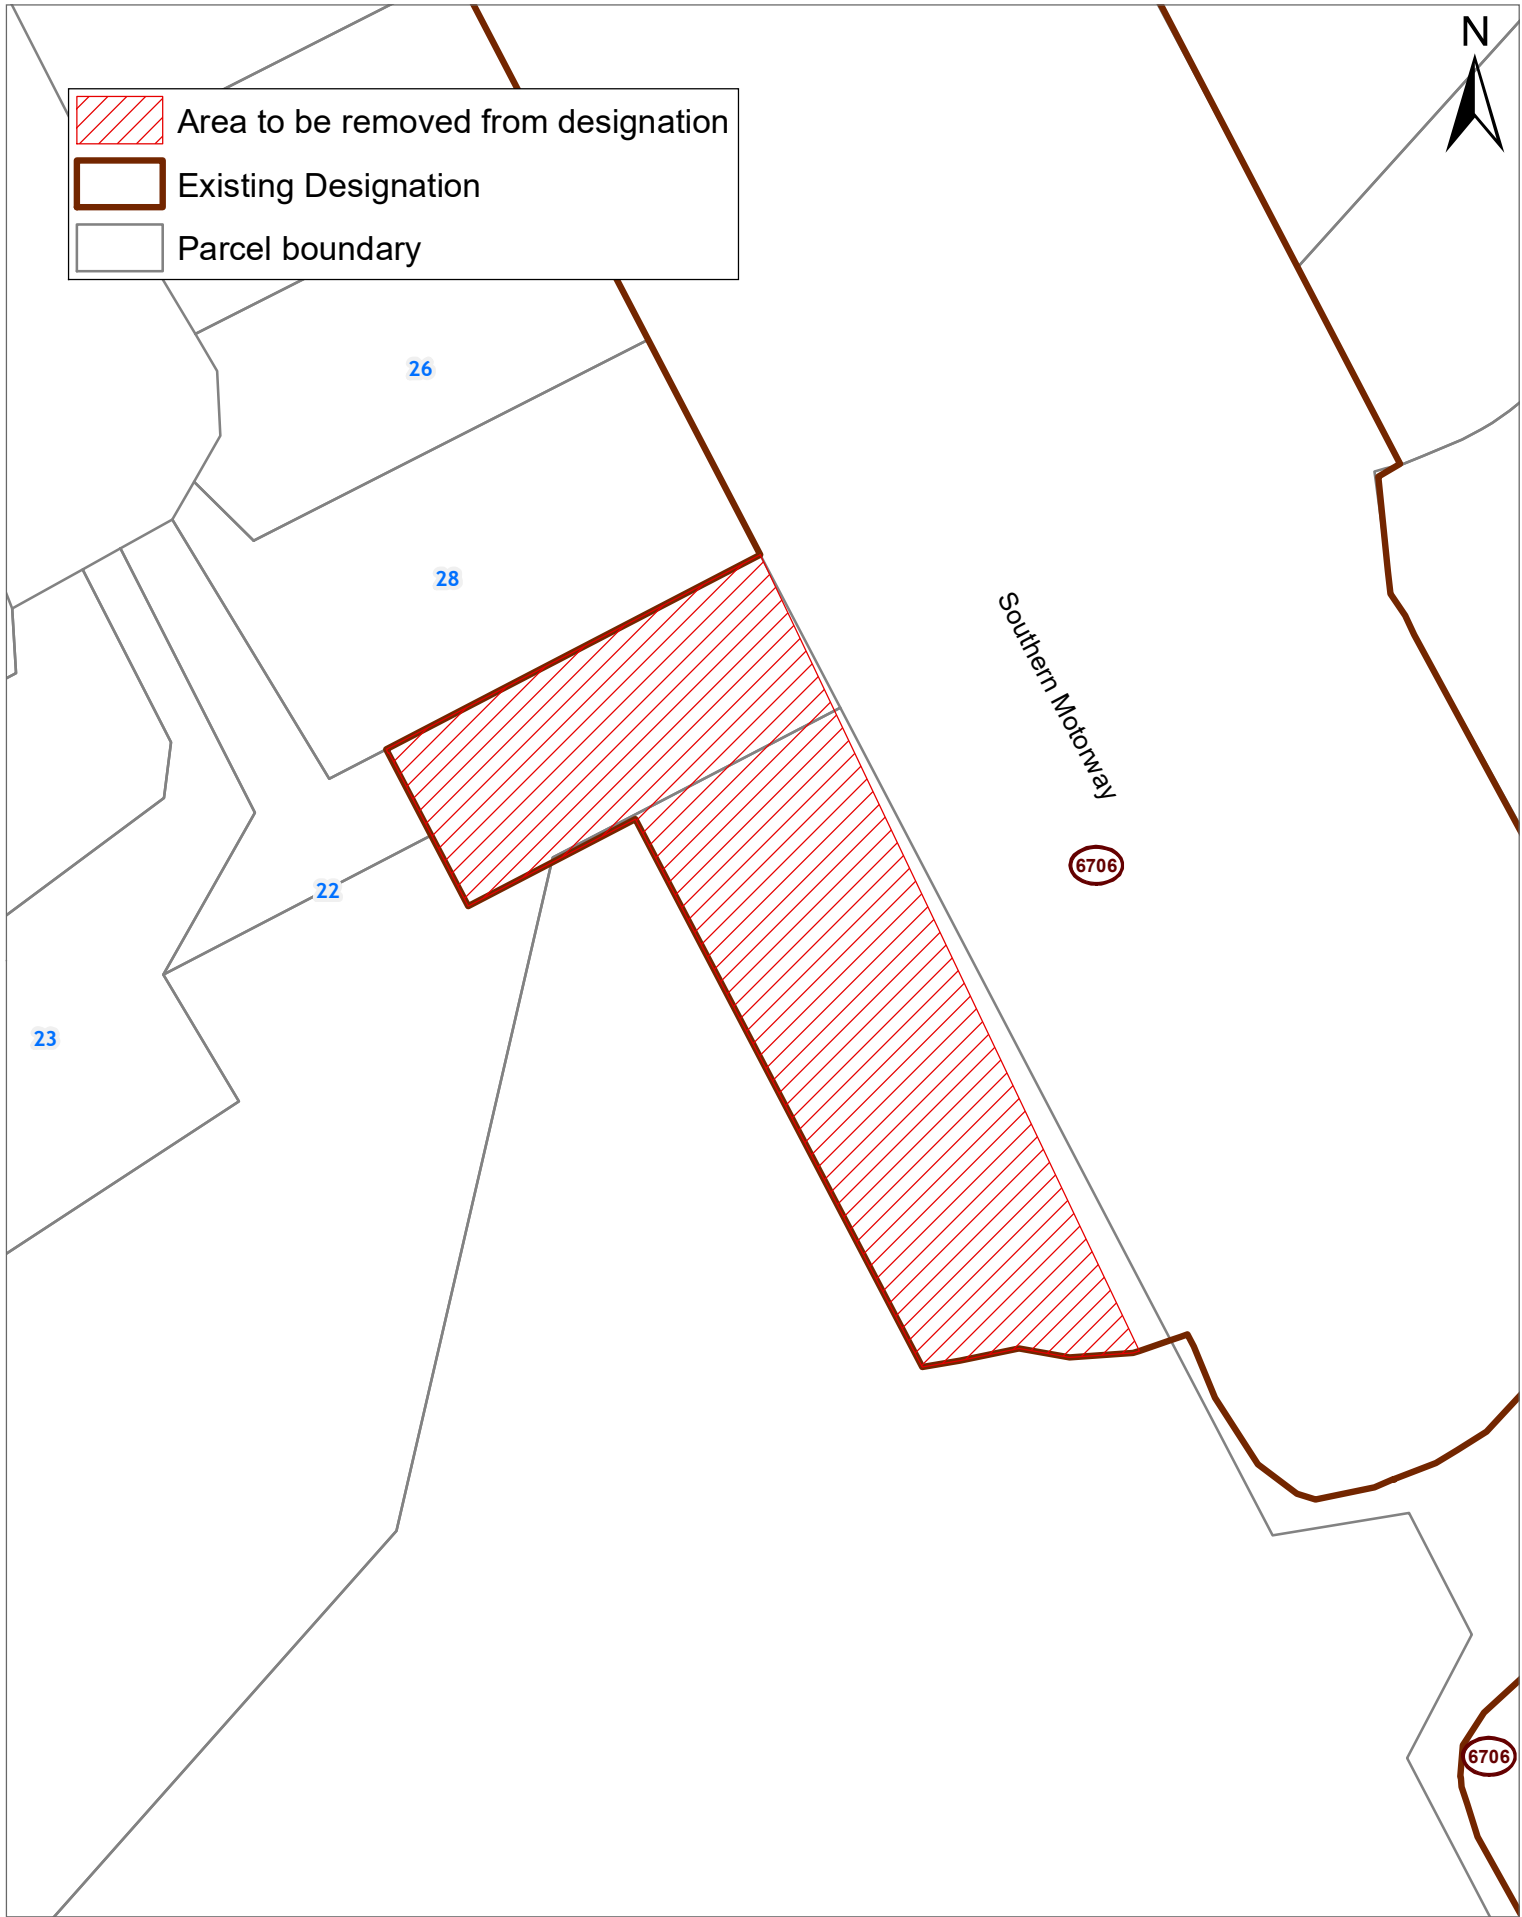 N
Area to be removed from designation
Existing Designation
Parcel boundary
26
28
Southern Motorway
6706
22
23
6706